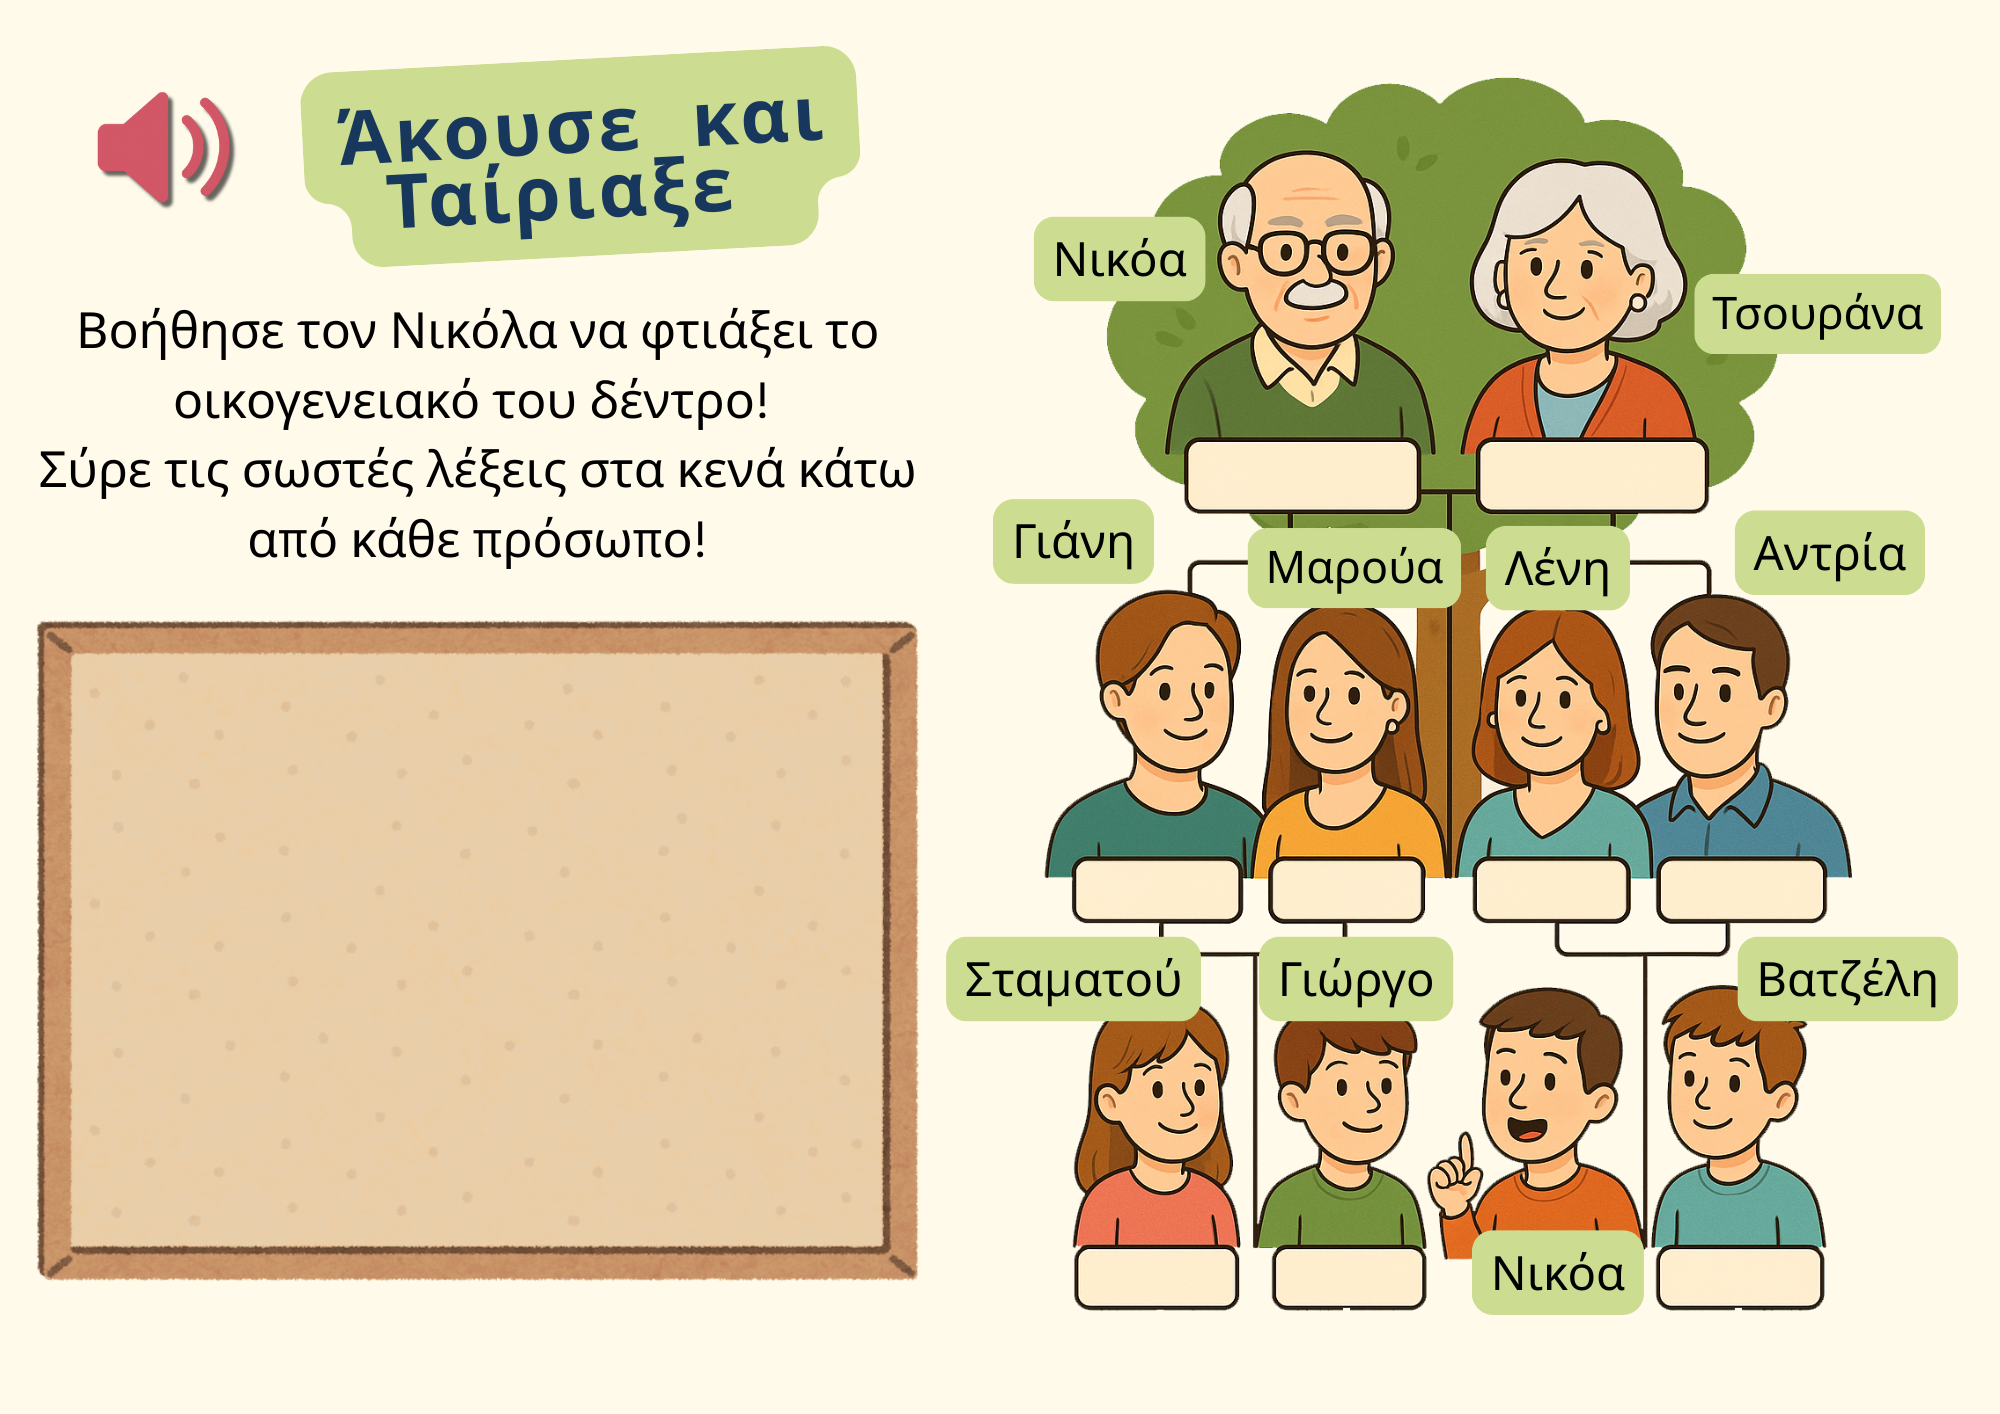 Άκουσε και
Ταίριαξε
Βοήθησε τον Νικόλα να φτιάξει το
οικογενειακό του δέντρο!
Σύρε τις σωστές λέξεις στα κενά κάτω
από κάθε πρόσωπο!
Νικόα
Τσουράνα
Γιάνη
Μαρούα
Λένη
Αντρία
Σταματού
Γιώργο
Βατζέλη
Νικόα